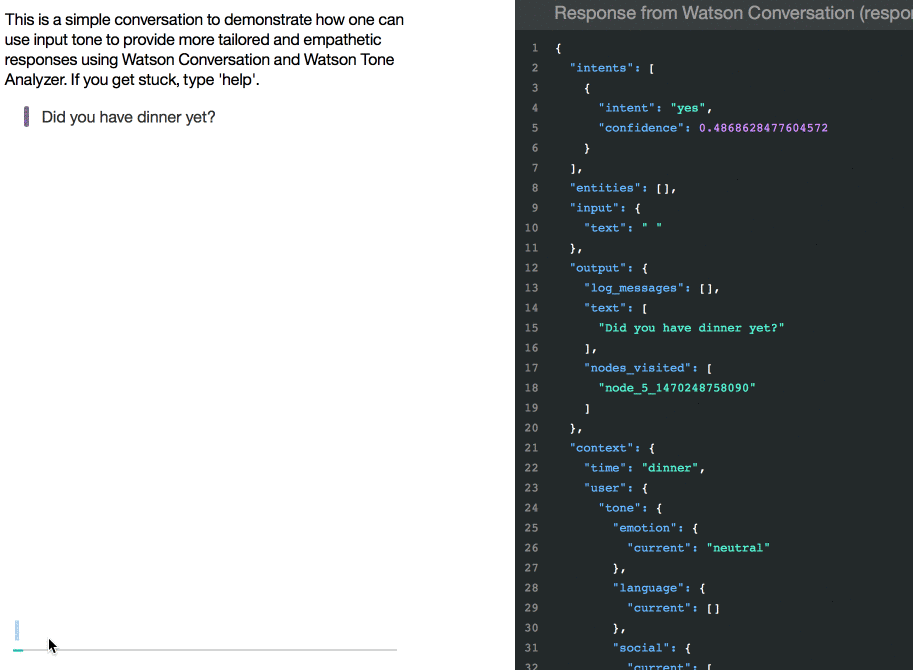 This is a simple conversation to demonstrate how one can
use input tone to provide more tailored and empathetic
responses using Watson Conversation and Watson Tone
Analyzer. If you get stuck, type 'help'.
Did you have dinner yet?
Response from Watson Conversation (respon
1 {
2 "intents": [
3 {
4 "intent": "yes",
5 "confidence": 0.4868628477604572
6 }
7 ],
8 "entities": [],
9 "input": {
10 "text": " "
11 },
12 "output": {
13 "log_messages": [],
14 "text": [
15 "Did you have dinner yet?"
16 ],
17 "nodes_visited": [
18 "node_5_1470248758090"
19 ]
20 },
21 "context": {
22 "time": "dinner",
23 "user": {
24 "tone": {
25 "emotion": {
26 "current": "neutral"
27 },
28 "language": {
29 "current": []
30 },
31 "social": {
32 "current": [